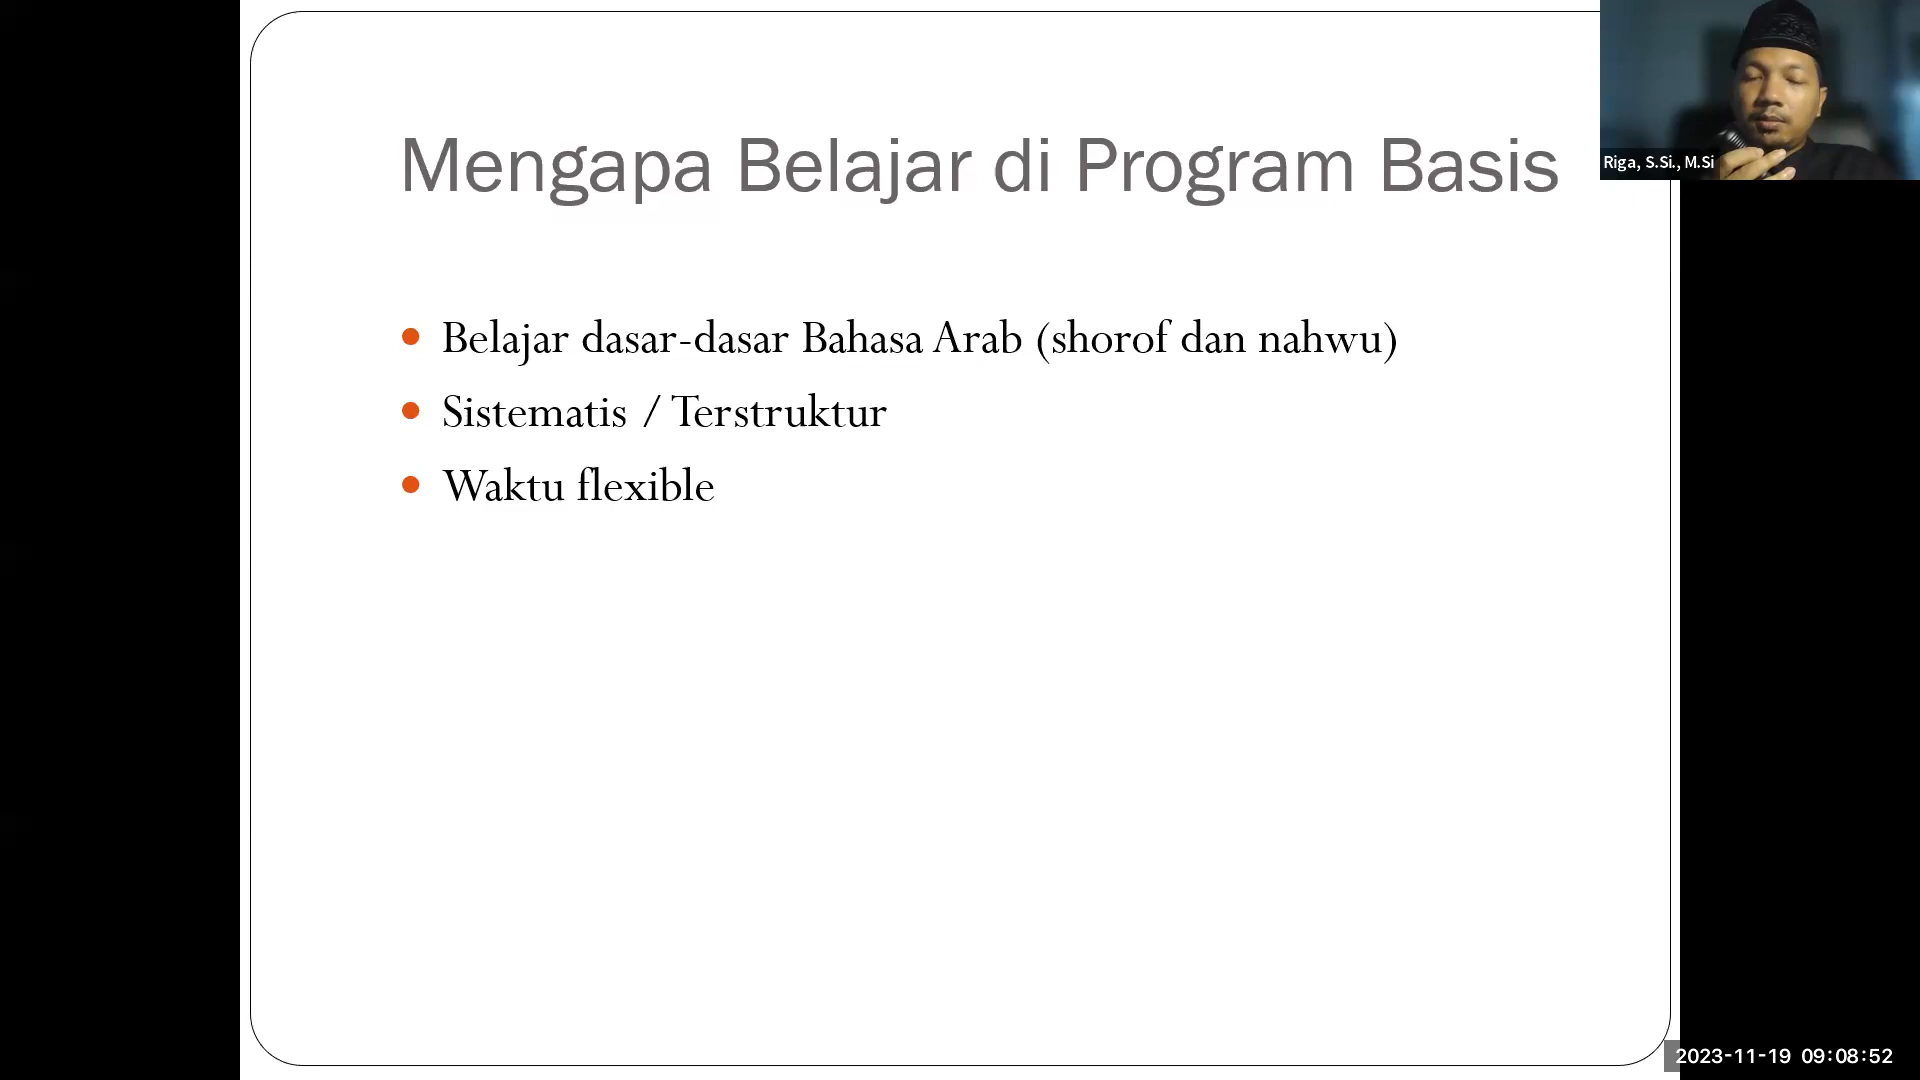 Mengapa Belajar di Program Basis
Riga, S.Si., M.Si
Belajar dasar-dasar Bahasa Arab (shorof dan nahwu)
Sistematis / Terstruktur
Waktu flexible
2023-11-19 09:08:52